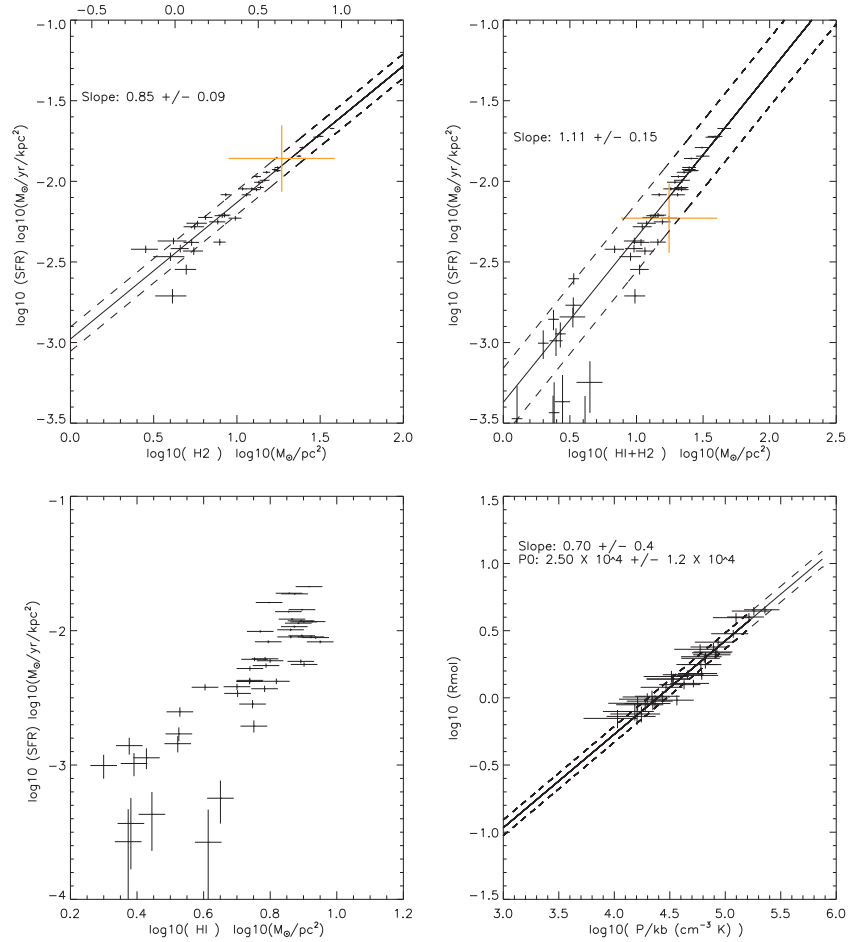 -0.5 0.0 0.5 1.0
-1.0
-1.5
-2.0
-2.5
-3.0
-3.5
log10 (SFR) log10(M⊙/yr/kpc²)
Slope: 0.85 +/- 0.09
0.0 0.5 1.0 1.5 2.0
log10( H2 ) log10(M⊙/pc²)
-1.0
-1.5
-2.0
-2.5
-3.0
-3.5
log10 (SFR) log10(M⊙/yr/kpc²)
Slope: 1.11 +/- 0.15
0.0 0.5 1.0 1.5 2.0 2.5
log10( HI+H2 ) log10(M⊙/pc²)
-1
-2
-3
-4
log10 (SFR) log10(M⊙/yr/kpc²)
0.2 0.4 0.6 0.8 1.0 1.2
log10( HI ) log10(M⊙/pc²)
1.5
1.0
0.5
0.0
-0.5
-1.0
-1.5
log10 (Rmol)
Slope: 0.70 +/- 0.4
P0: 2.50 X 10^4 +/- 1.2 X 10^4
3.0 3.5 4.0 4.5 5.0 5.5 6.0
log10( P/kb (cm⁻³ K)